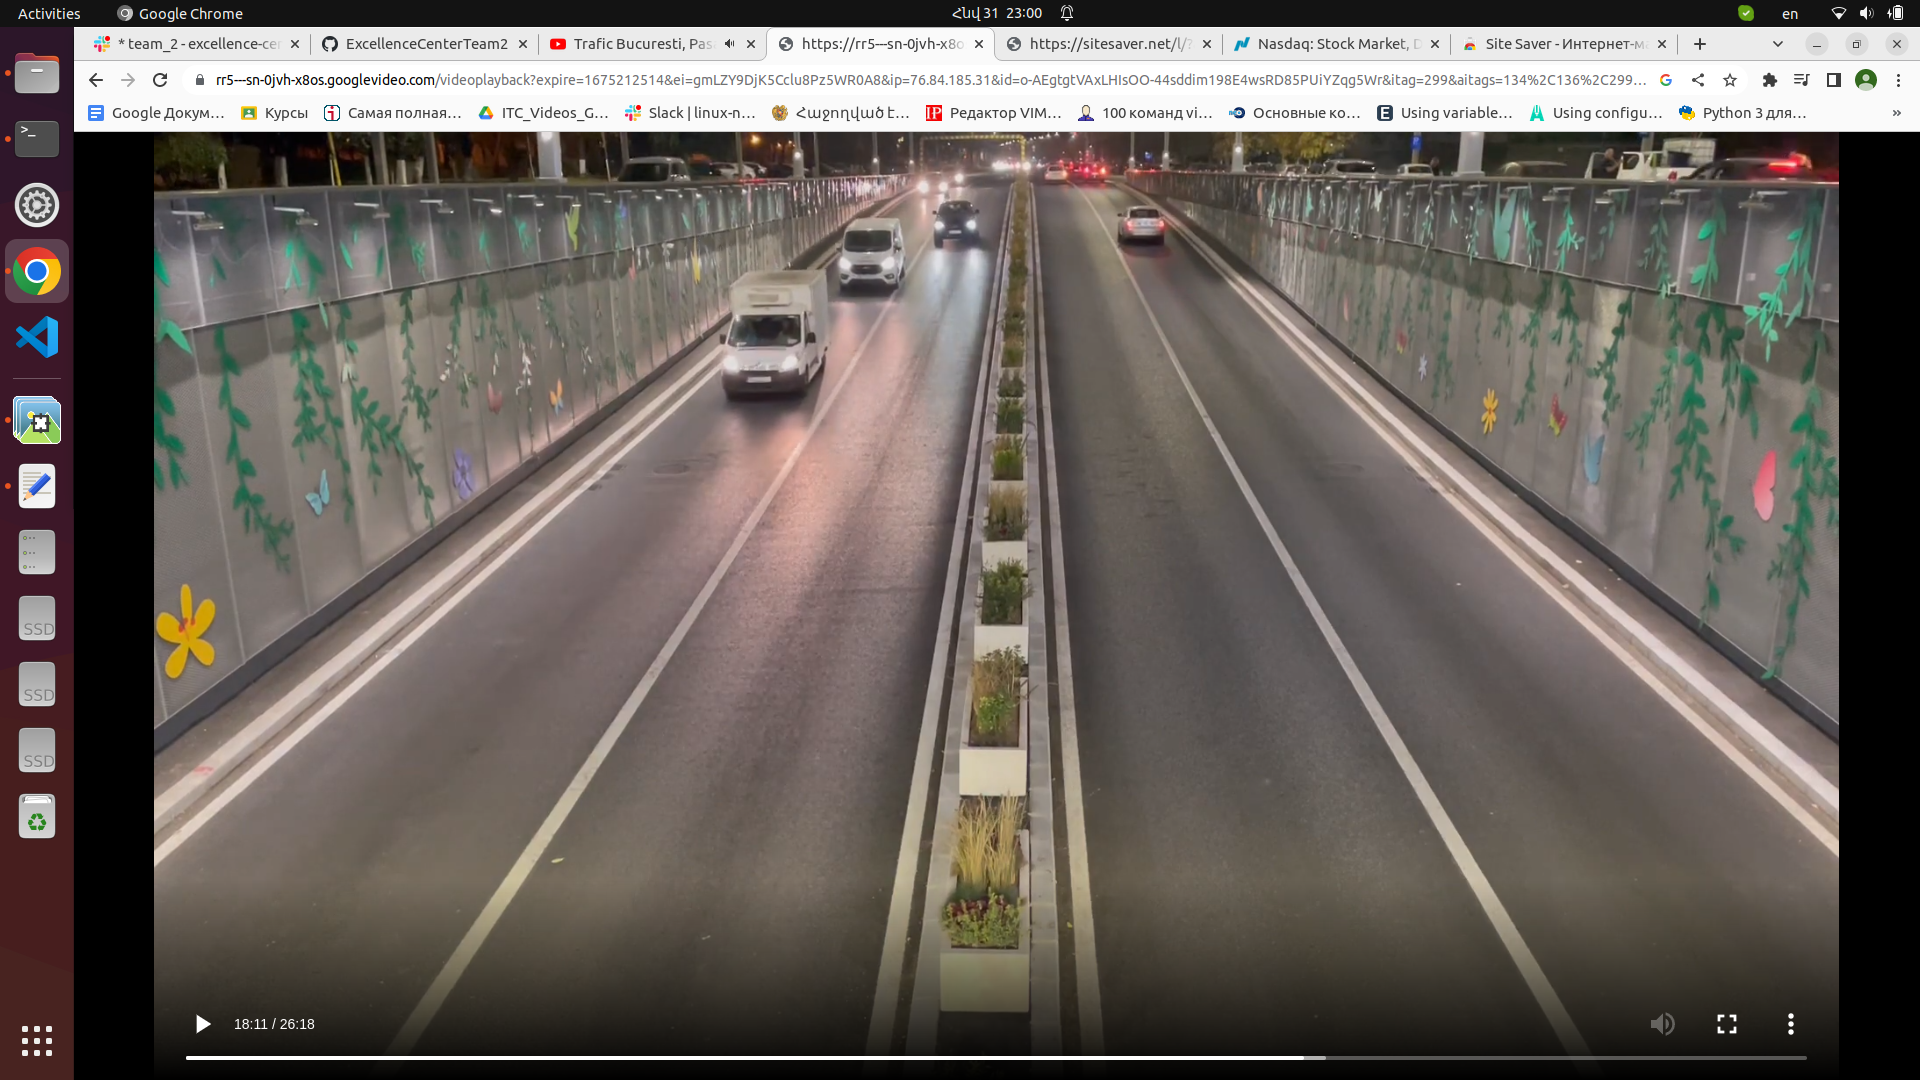 Activities
Google Chrome
Հնվ 31 23:00
en
* team_2 - excellence-ce
ExcellenceCenterTeam2
Trafic Bucuresti, Pas
https://rr5---sn-0jvh-x8o
https://sitesaver.net/l/?
Nasdaq: Stock Market, D
Site Saver - Интернет-м
rr5---sn-0jvh-x8os.googlevideo.com/videoplayback?expire=1675212514&ei=gmLZY9DjK5Cclu8Pz5WR0A8&ip=76.84.185.31&id=o-AEgtgtVAxLHIsOO-44sddim198E4wsRD85PUiYZqg5Wr&itag=299&aitags=134%2C136%2C299...
Google Докум...
Курсы
Самая полная...
ITC_Videos_G...
Slack | linux-n...
Հաջողված է...
Редактор VIM...
100 команд vi...
Основные ко...
Using variable...
Using configu...
Python 3 для...
»
>_
SSD
SSD
SSD
18:11 / 26:18